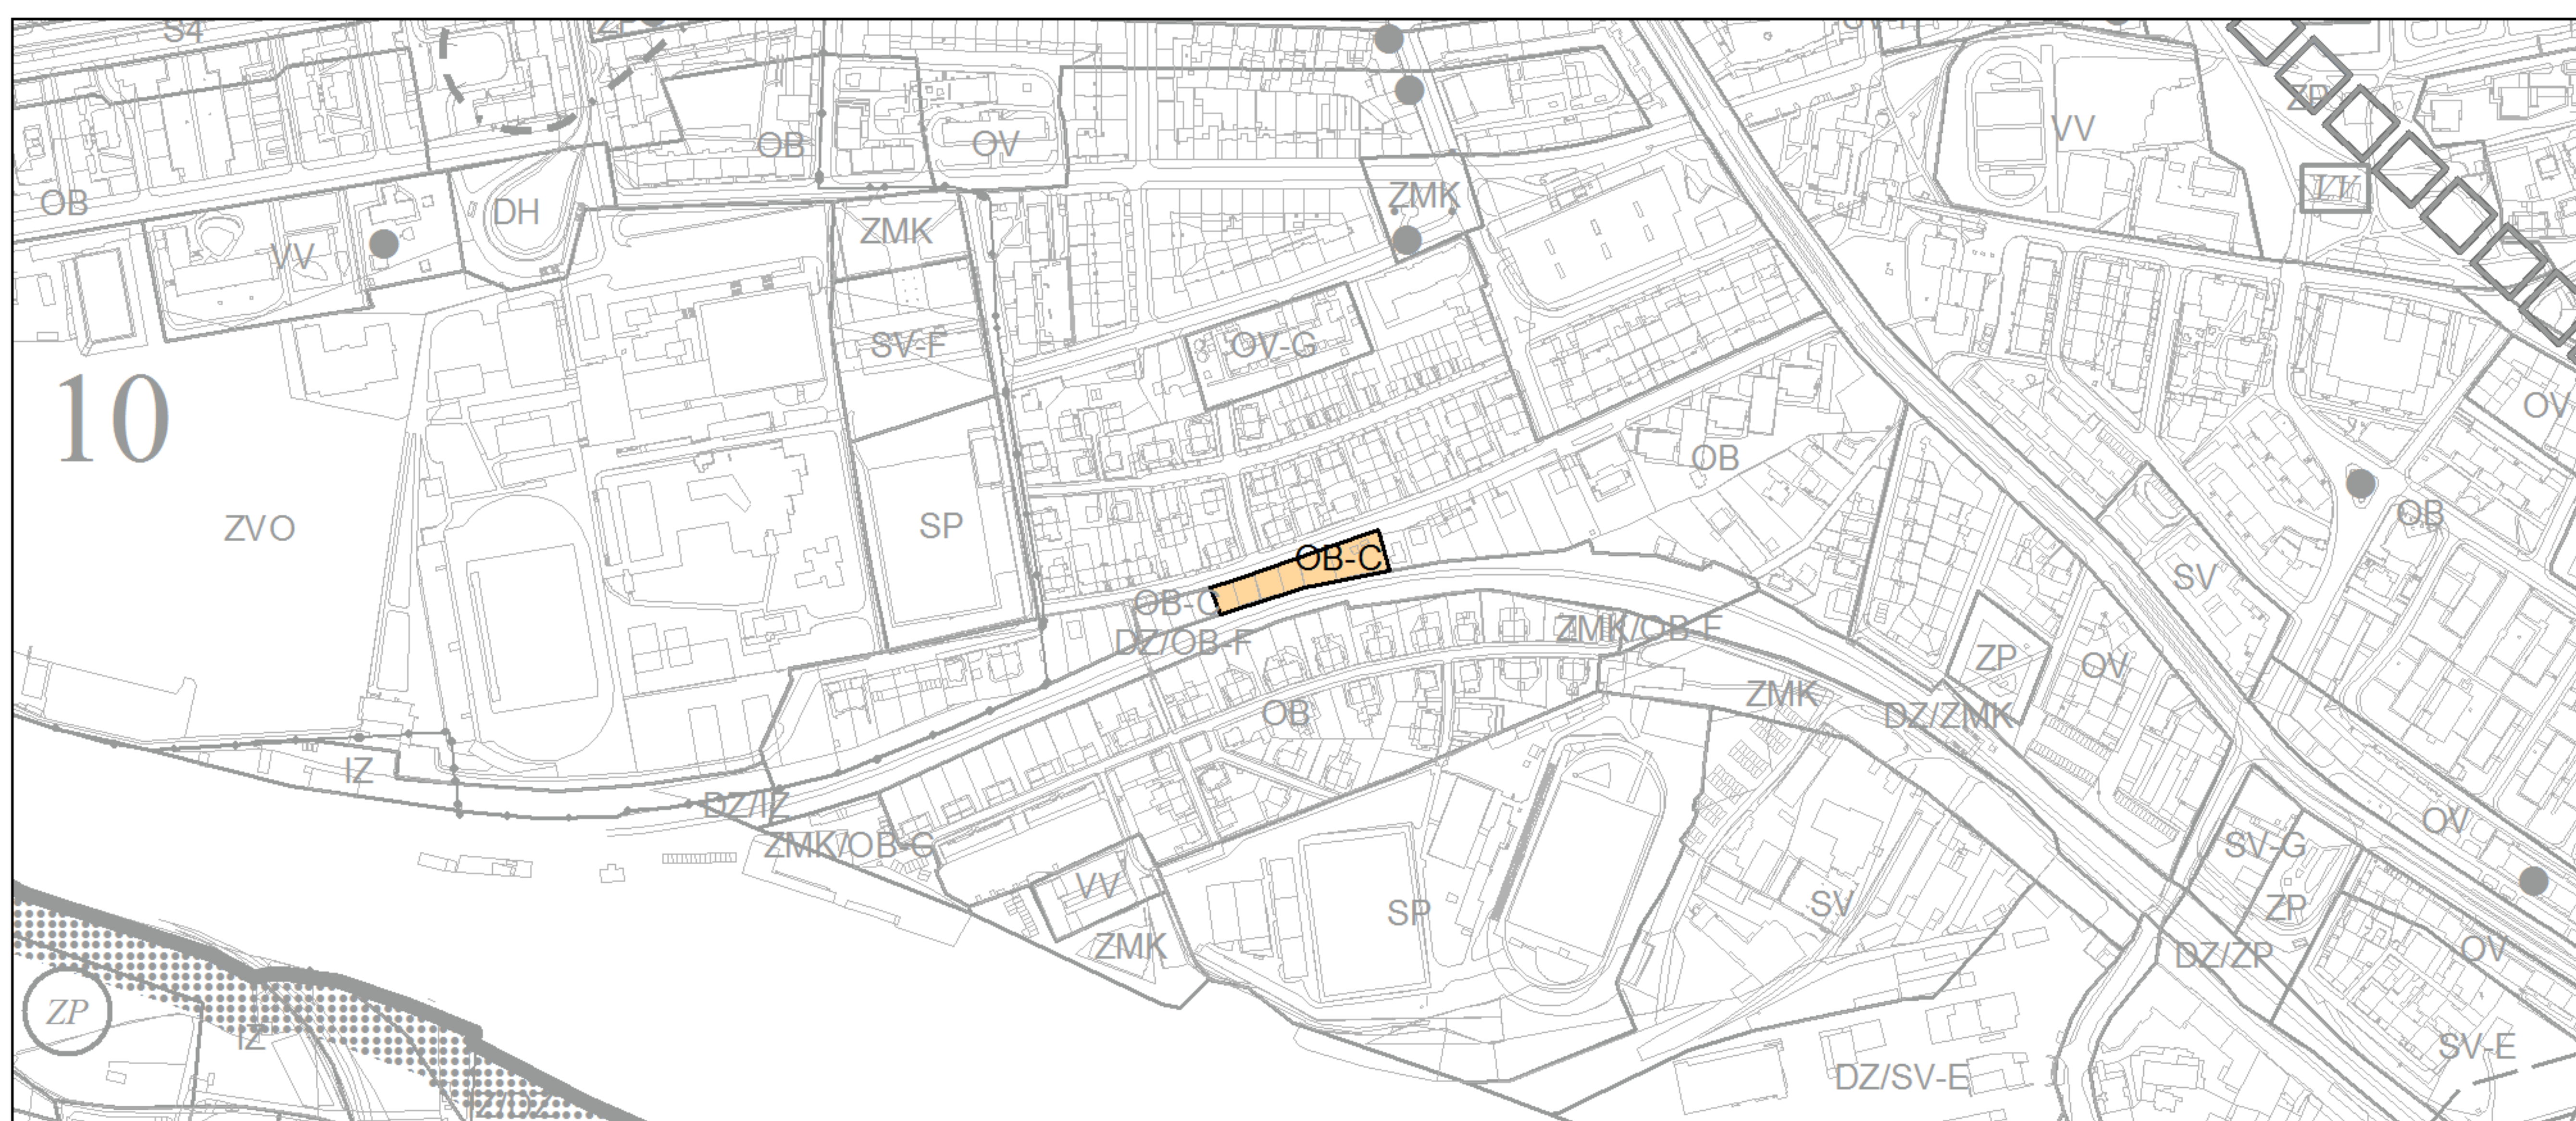 S4
OB
OV
VV
OB
DH
ZMK
ZMK
VV
VV
SV-F
OV-G
10
OB
OV
OB
ZVO
SP
OB-C
SV
OB-C
DZ/OB-F
ZMK/OB-F
ZP
OV
OB
ZMK
DZ/ZMK
IZ
DZ/IZ
ZMK/OB-C
OV
SV-G
VV
SP
SV
ZP
ZMK
OV
DZ/ZP
ZP
IZ
SV-E
DZ/SV-E